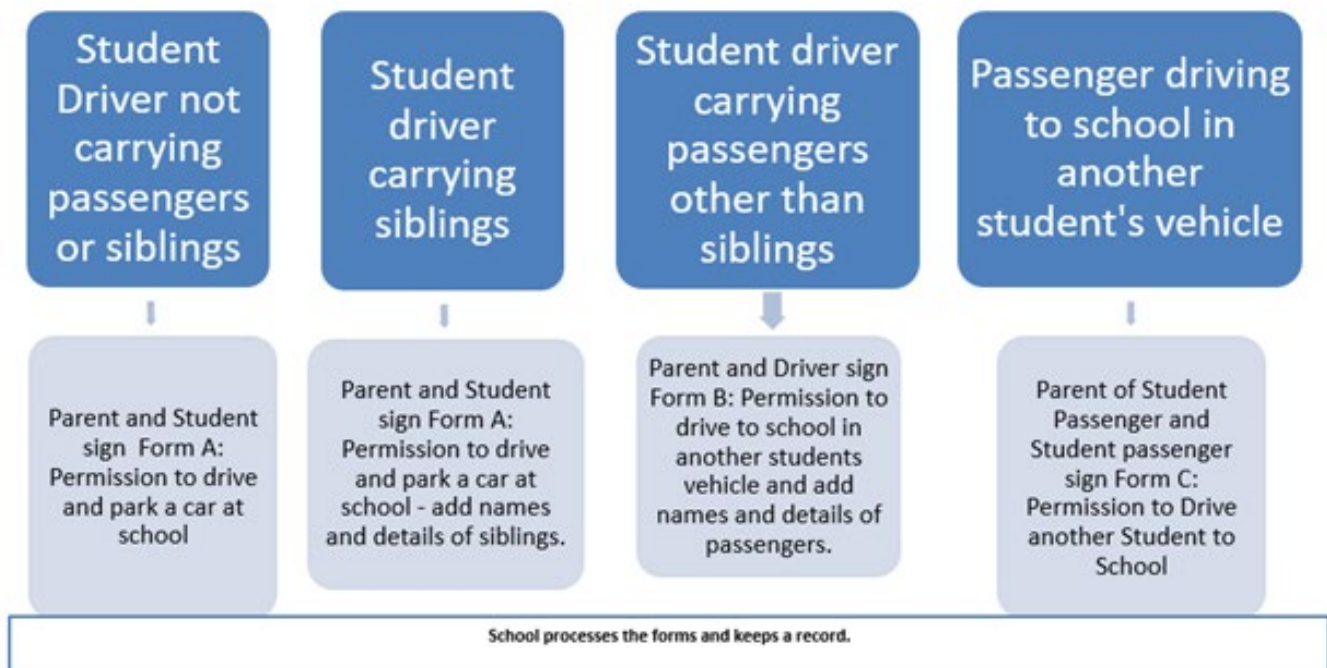 Student
Driver not
carrying
passengers
or siblings
Student
driver
carrying
siblings
Student driver
carrying
passengers
other than
siblings
Passenger driving
to school in
another
student's vehicle
Parent and Student
sign Form A:
Permission to drive
and park a car at
school
Parent and Student
sign Form A:
Permission to drive
and park a car at
school - add names
and details of siblings.
Parent and Driver sign
Form B: Permission to
drive to school in
another students
vehicle and add
names and details of
passengers.
Parent of Student
Passenger and
Student passenger
sign Form C:
Permission to Drive
another Student to
School
School processes the forms and keeps a record.